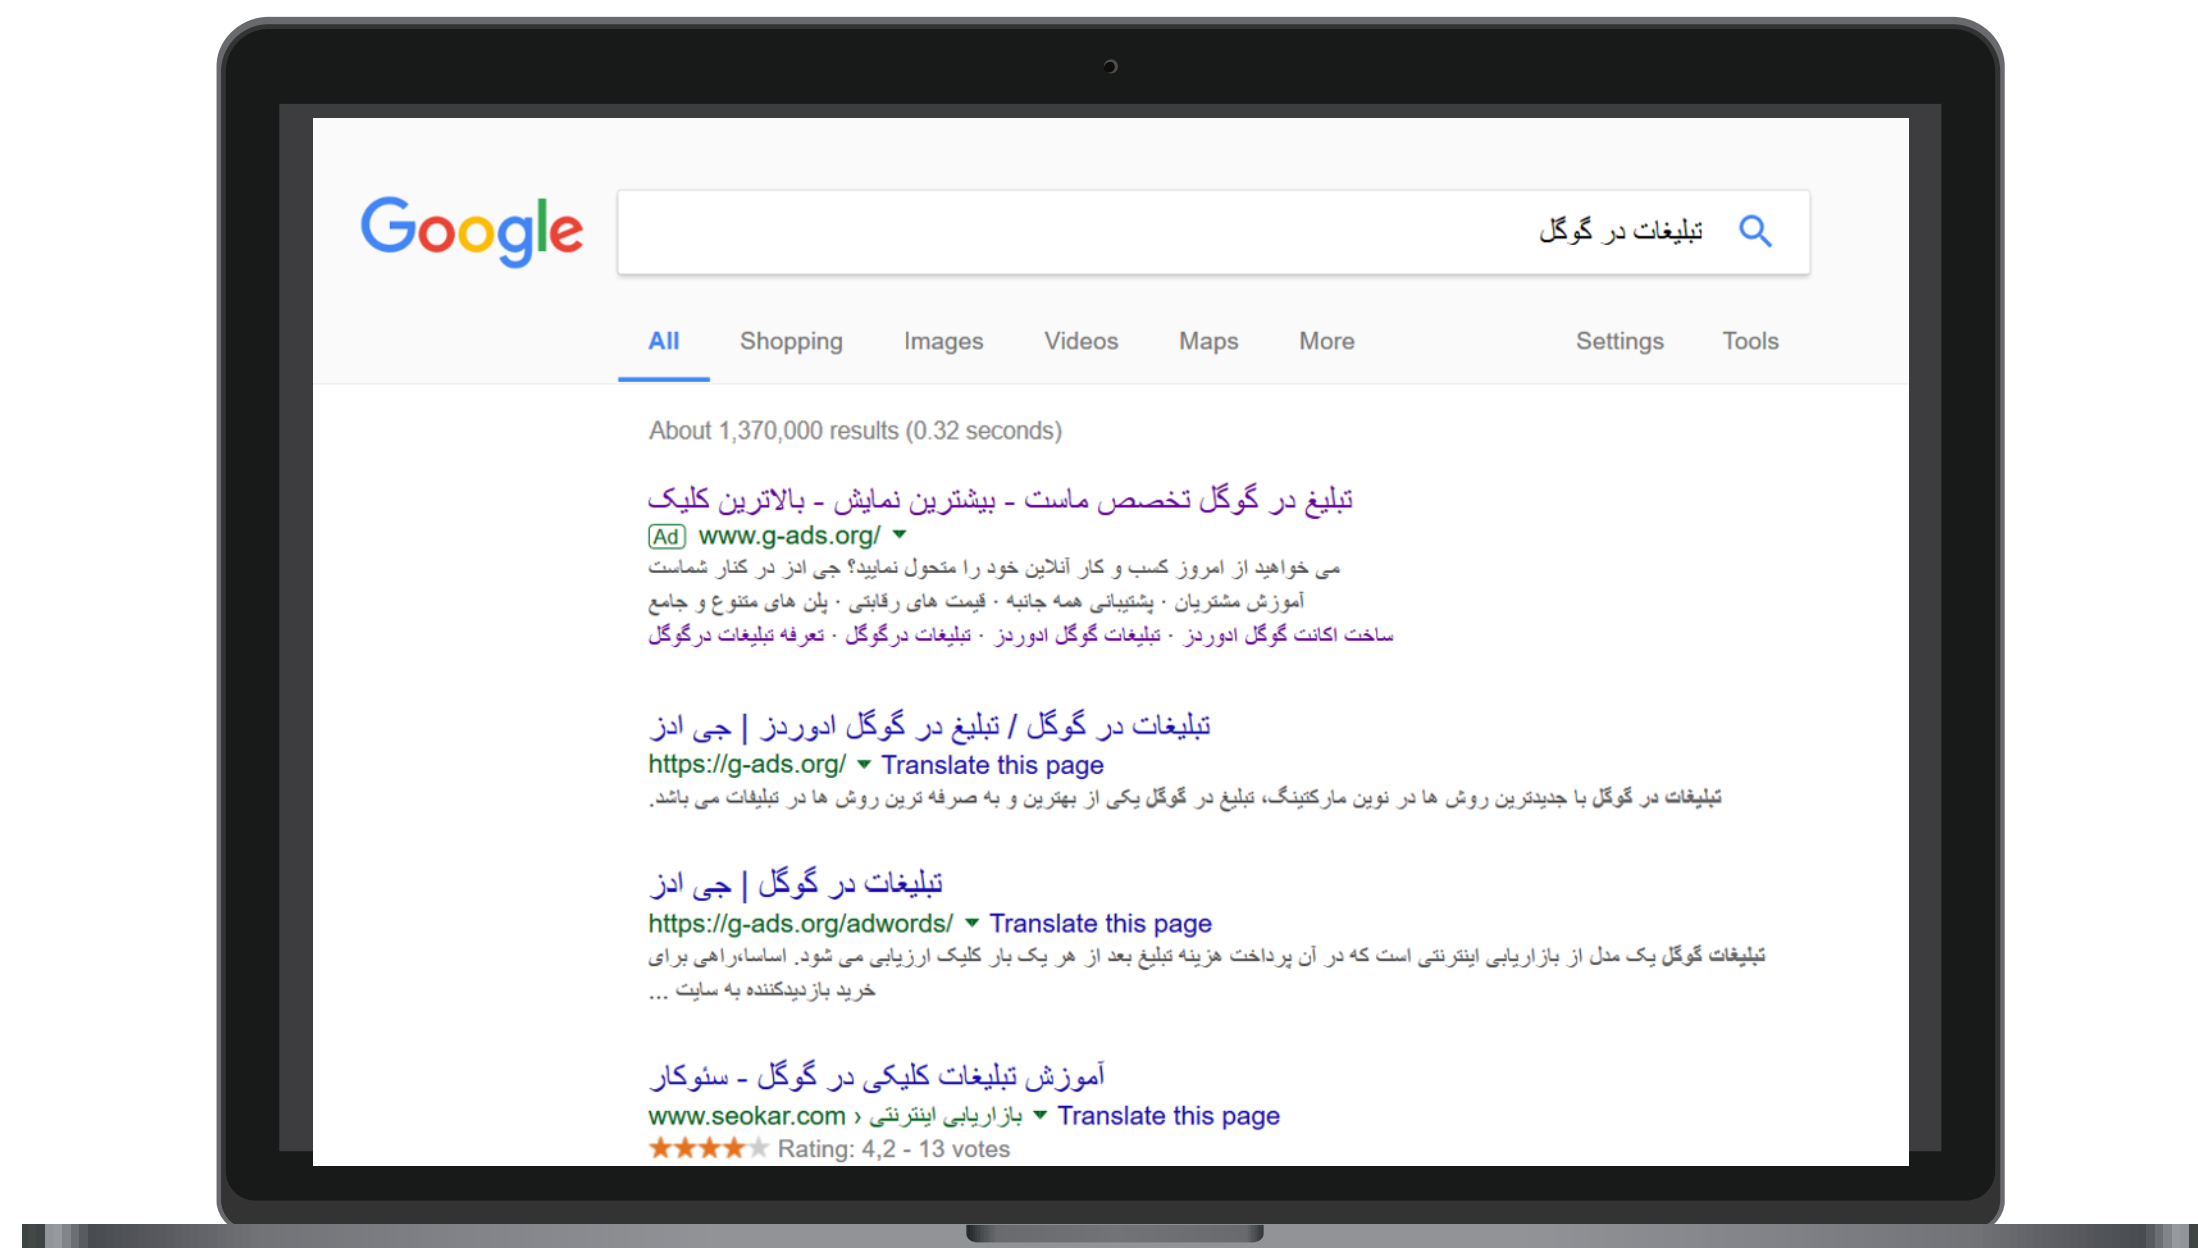 Google
تبلیغات در گوگل
All Shopping Images Videos Maps More Settings Tools
About 1,370,000 results (0.32 seconds)
تبلیغ در گوگل تخصص ماست - بیشترین نمایش - بالاترین کلیک
Ad www.g-ads.org/
می خواهید از امروز کسب و کار آنلاین خود را متحول نمایید؟ جی ادز در کنار شماست
آموزش مشتریان · پشتیبانی همه جانبه · قیمت های رقابتی · پلن های متنوع و جامع
ساخت اکانت گوگل ادوردز · تبلیغات گوگل ادوردز · تبلیغات درگوگل · تعرفه تبلیغات درگوگل
تبلیغات در گوگل / تبلیغ در گوگل ادوردز | جی ادز
https://g-ads.org/ Translate this page
تبلیغات در گوگل با جدیدترین روش ها در نوین مارکتینگ، تبلیغ در گوگل یکی از بهترین و به صرفه ترین روش ها در تبلیغات می باشد.
تبلیغات در گوگل | جی ادز
https://g-ads.org/adwords/ Translate this page
تبلیغات گوگل یک مدل از بازاریابی اینترنتی است که در آن پرداخت هزینه تبلیغ بعد از هر یک بار کلیک ارزیابی می شود. اساسا،راهی برای
خرید بازدیدکننده به سایت ...
آموزش تبلیغات کلیکی در گوگل - سئوکار
www.seokar.com › بازاریابی اینترنتی Translate this page
Rating: 4,2 - 13 votes